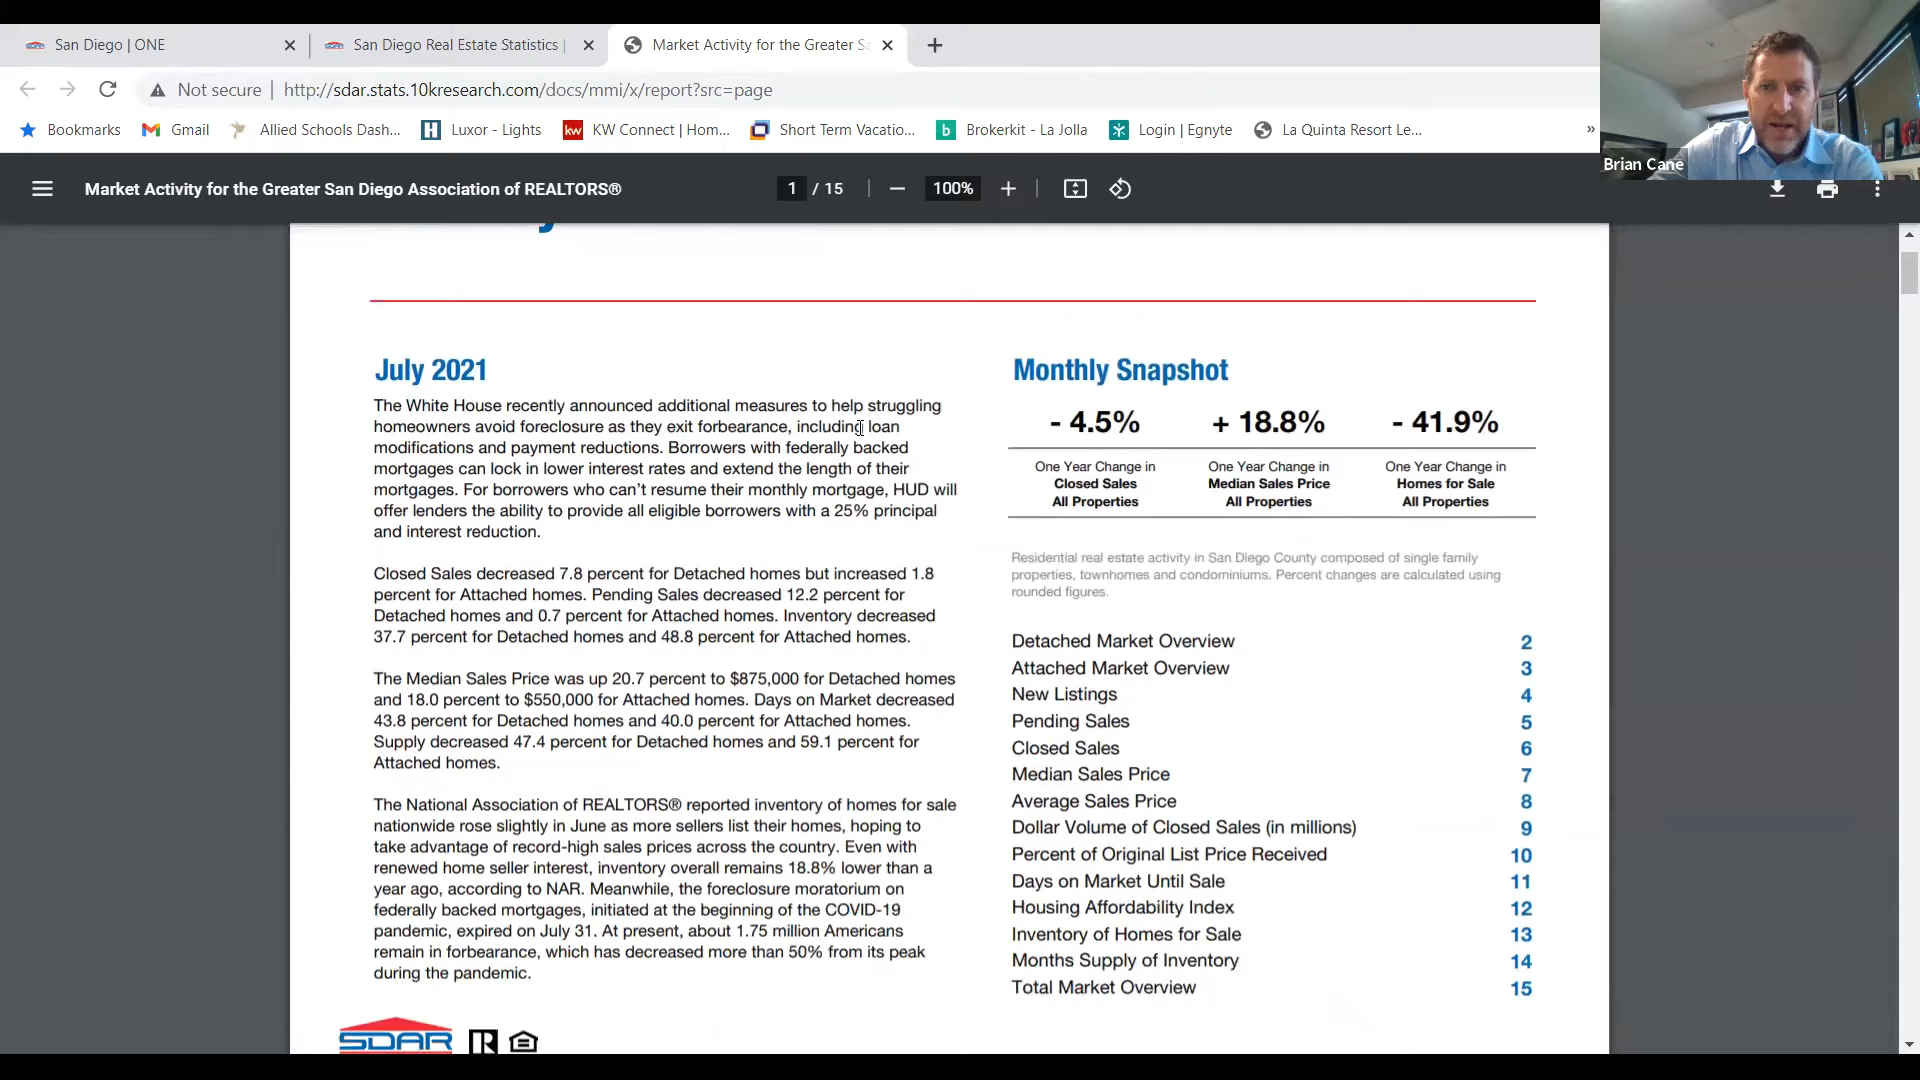 San Diego | ONE
San Diego Real Estate Statistics |
Market Activity for the Greater Sa
Not secure
http://sdar.stats.10kresearch.com/docs/mmi/x/report?src=page
Bookmarks
Gmail
Allied Schools Dash...
Luxor - Lights
kw
KW Connect | Hom...
Short Term Vacatio...
b
Brokerkit - La Jolla
Login | Egnyte
La Quinta Resort Le...
»
Brian Cane
Market Activity for the Greater San Diego Association of REALTORS®
1 / 15
100%
July 2021
The White House recently announced additional measures to help struggling
homeowners avoid foreclosure as they exit forbearance, including loan
modifications and payment reductions. Borrowers with federally backed
mortgages can lock in lower interest rates and extend the length of their
mortgages. For borrowers who can't resume their monthly mortgage, HUD will
offer lenders the ability to provide all eligible borrowers with a 25% principal
and interest reduction.
Closed Sales decreased 7.8 percent for Detached homes but increased 1.8
percent for Attached homes. Pending Sales decreased 12.2 percent for
Detached homes and 0.7 percent for Attached homes. Inventory decreased
37.7 percent for Detached homes and 48.8 percent for Attached homes.
The Median Sales Price was up 20.7 percent to $875,000 for Detached homes
and 18.0 percent to $550,000 for Attached homes. Days on Market decreased
43.8 percent for Detached homes and 40.0 percent for Attached homes.
Supply decreased 47.4 percent for Detached homes and 59.1 percent for
Attached homes.
The National Association of REALTORS® reported inventory of homes for sale
nationwide rose slightly in June as more sellers list their homes, hoping to
take advantage of record-high sales prices across the country. Even with
renewed home seller interest, inventory overall remains 18.8% lower than a
year ago, according to NAR. Meanwhile, the foreclosure moratorium on
federally backed mortgages, initiated at the beginning of the COVID-19
pandemic, expired on July 31. At present, about 1.75 million Americans
remain in forbearance, which has decreased more than 50% from its peak
during the pandemic.
SDAR
Monthly Snapshot
- 4.5% + 18.8% - 41.9%
One Year Change in
Closed Sales
All Properties
One Year Change in
Median Sales Price
All Properties
One Year Change in
Homes for Sale
All Properties
Residential real estate activity in San Diego County composed of single family
properties, townhomes and condominiums. Percent changes are calculated using
rounded figures.
Detached Market Overview 2
Attached Market Overview 3
New Listings 4
Pending Sales 5
Closed Sales 6
Median Sales Price 7
Average Sales Price 8
Dollar Volume of Closed Sales (in millions) 9
Percent of Original List Price Received 10
Days on Market Until Sale 11
Housing Affordability Index 12
Inventory of Homes for Sale 13
Months Supply of Inventory 14
Total Market Overview 15